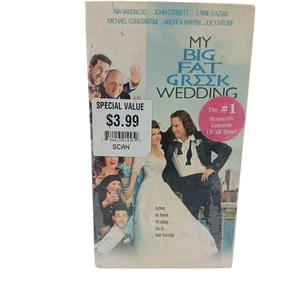 NIA VARDALOS JOHN CORBETT LAINIE KAZAN
MICHAEL CONSTANTINE ANDREA MARTIN JOEY FATONE
MY
BIG
FAT
GREEK
WEDDING
SPECIAL VALUE
$3.99
SCAN
The #1
Romantic
Comedy
Of All Time!
Love
is here
to stay...
so is
her family.